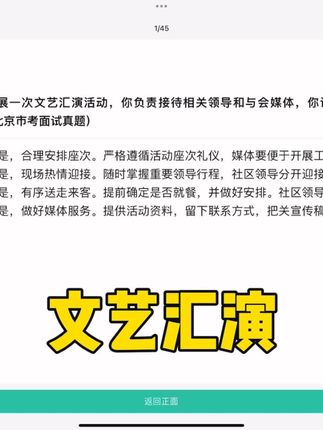 1/45
展一次文艺汇演活动，你负责接待相关领导和与会媒体，你
北京市考面试真题）
是，合理安排座次。严格遵循活动座次礼仪，媒体要便于开展工
是，现场热情迎接。随时掌握重要领导行程，社区领导分开迎接
是，有序送走来客。提前确定是否就餐，并做好安排。社区领导
是，做好媒体服务。提供活动资料，留下联系方式，把关宣传稿
文艺汇演
返回正面